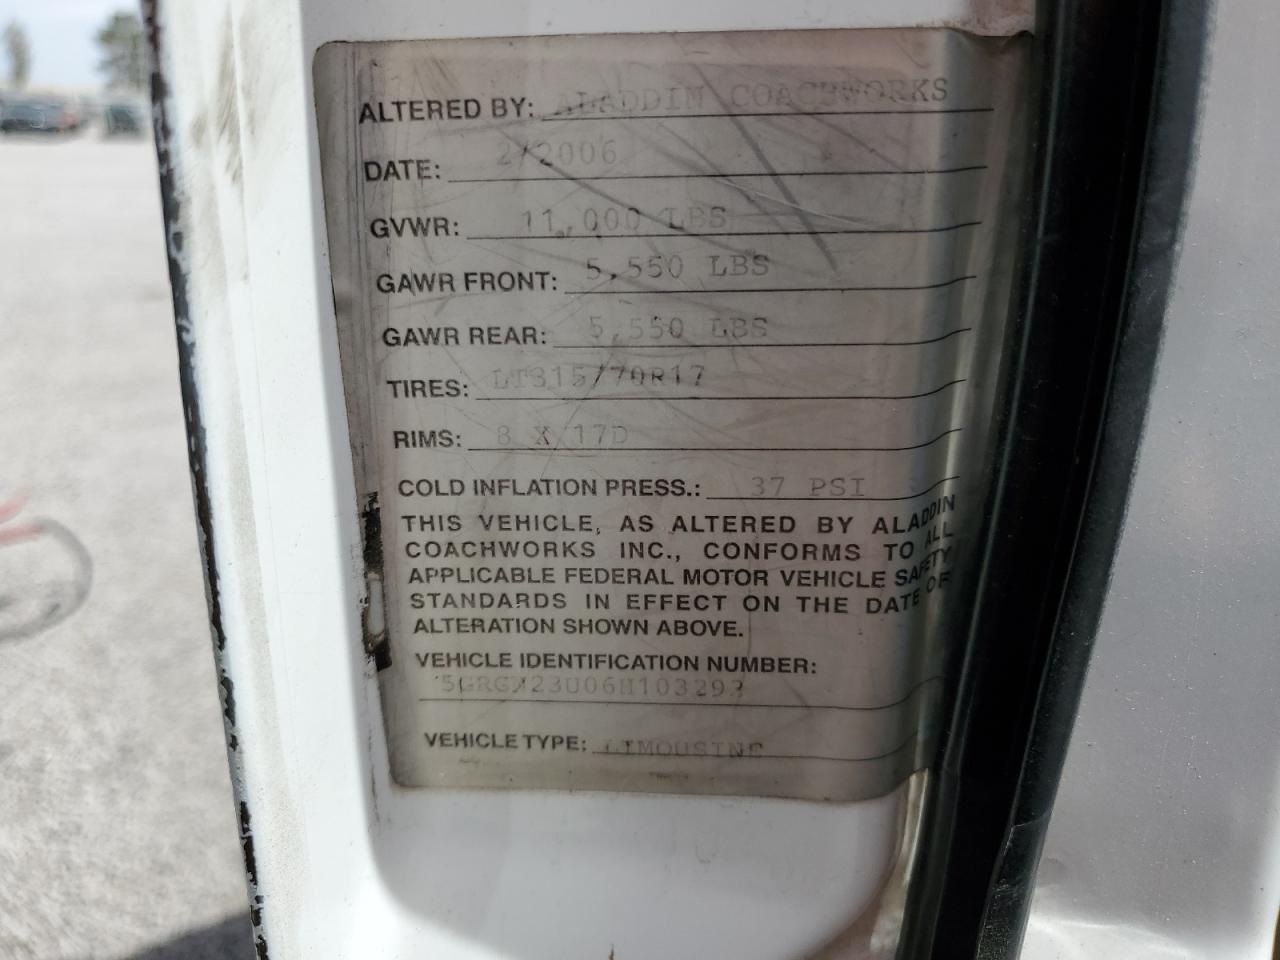 ALTERED BY: ALADDIN COACHWORKS
DATE: 2/2006
GVWR: 11,000 LBS
GAWR FRONT: 5,550 LBS
GAWR REAR: 5,550 LBS
TIRES: LT315/70R17
RIMS: 8 X 17D
COLD INFLATION PRESS.: 37 PSI
THIS VEHICLE, AS ALTERED BY ALADDIN
COACHWORKS INC., CONFORMS TO ALL
APPLICABLE FEDERAL MOTOR VEHICLE SAFETY
STANDARDS IN EFFECT ON THE DATE OF
ALTERATION SHOWN ABOVE.
VEHICLE IDENTIFICATION NUMBER:
VEHICLE TYPE: LIMOUSINE